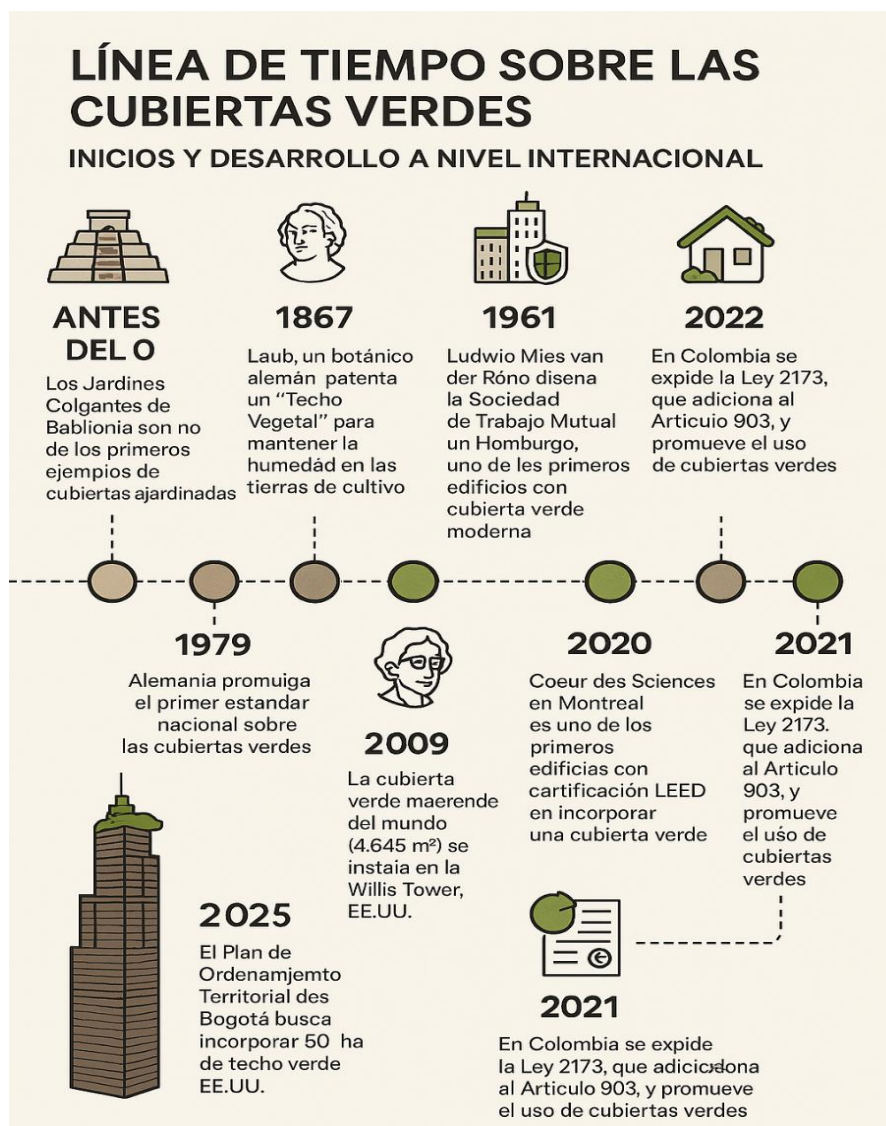 LÍNEA DE TIEMPO SOBRE LAS
CUBIERTAS VERDES
INICIOS Y DESARROLLO A NIVEL INTERNACIONAL
ANTES
DEL O
Los Jardines
Colgantes de
Bablionia son no
de los primeros
ejempios de
cubiertas ajardinadas
1867
Laub, un botánico
alemán patenta
un “Techo
Vegetal” para
mantener la
humedád en las
tierras de cultivo
1961
Ludwio Mies van
der Róno disena
la Sociedad
de Trabajo Mutual
un Homburgo,
uno de les primeros
edificios con
cubierta verde
moderna
2022
En Colombia se
expide la Ley 2173,
que adiciona al
Articuio 903, y
promueve el uso
de cubiertas verdes
1979
Alemania promuiga
el primer estandar
nacional sobre
las cubiertas verdes
2009
La cubierta
verde maerende
del mundo
(4.645 m²) se
instaia en la
Willis Tower,
EE.UU.
2020
Coeur des Sciences
en Montreal
es uno de los
primeros
edificias con
cartificación LEED
en incorporar
una cubierta verde
2021
En Colombia
se expide la
Ley 2173.
que adiciona
al Articulo
903, y
promueve
el uso de
cubiertas
verdes
2025
El Plan de
Ordenamjemto
Territorial des
Bogotá busca
incorporar 50 ha
de techo verde
EE.UU.
2021
En Colombia se expide
la Ley 2173, que
al Articulo 903, y promueve
el uso de cubiertas verdes